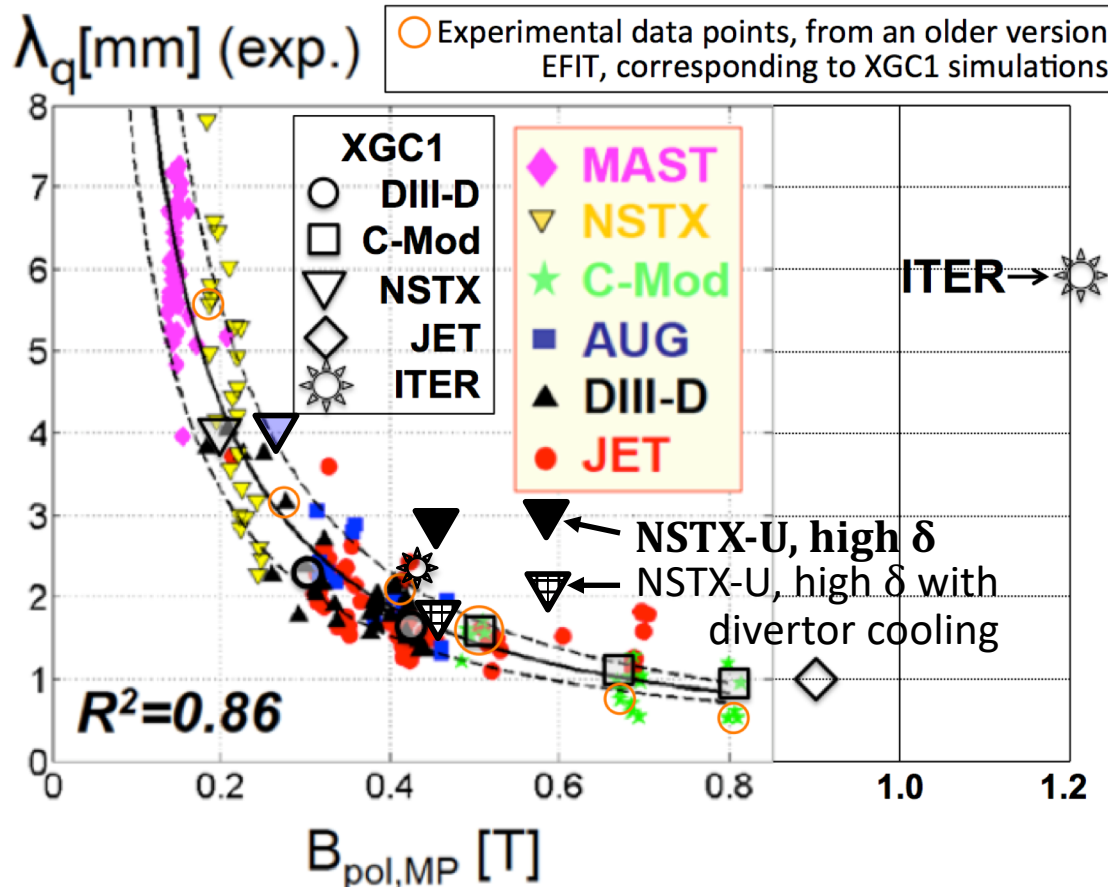 λq[mm] (exp.)
Experimental data points, from an older version
EFIT, corresponding to XGC1 simulations
8
7
6
5
4
3
2
1
0
XGC1
DIII-D
C-Mod
NSTX
JET
ITER
MAST
NSTX
C-Mod
AUG
DIII-D
JET
ITER
NSTX-U, high δ
NSTX-U, high δ with
divertor cooling
R²=0.86
0 0.2 0.4 0.6 0.8 1.0 1.2
Bpol,MP [T]